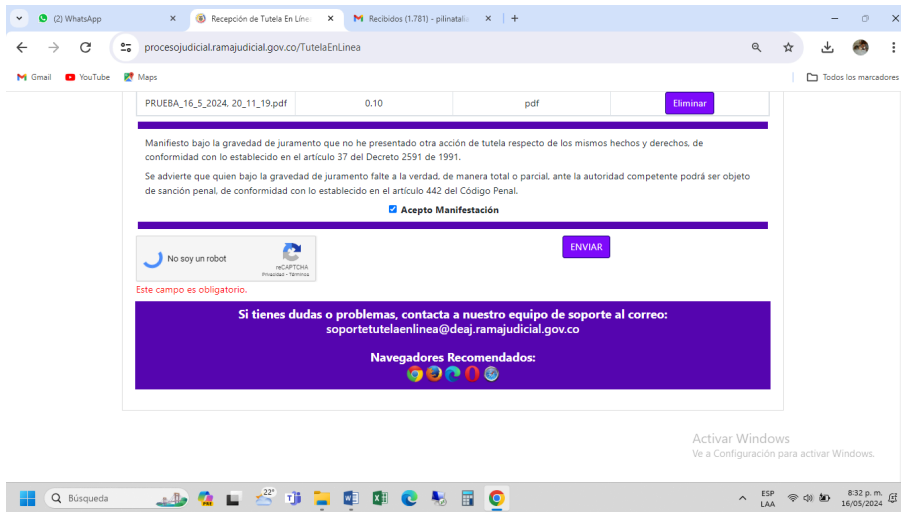 (2) WhatsApp
Recepción de Tutela En Líne
Recibidos (1.781) - pilinatali
procesojudicial.ramajudicial.gov.co/TutelaEnLinea
Gmail
YouTube
Maps
Todos los marcadores
PRUEBA_16_5_2024, 20_11_19.pdf
0.10
pdf
Eliminar
Manifiesto bajo la gravedad de juramento que no he presentado otra acción de tutela respecto de los mismos hechos y derechos, de
conformidad con lo establecido en el artículo 37 del Decreto 2591 de 1991.
Se advierte que quien bajo la gravedad de juramento falte a la verdad, de manera total o parcial, ante la autoridad competente podrá ser objeto
de sanción penal, de conformidad con lo establecido en el artículo 442 del Código Penal.
Acepto Manifestación
No soy un robot
reCAPTCHA
Privacidad - Términos
ENVIAR
Este campo es obligatorio.
Si tienes dudas o problemas, contacta a nuestro equipo de soporte al correo:
soportetutelaenlinea@deaj.ramajudicial.gov.co
Navegadores Recomendados:
Activar Windows
Ve a Configuración para activar Windows.
Búsqueda
PRE
22°
ESP
LAA
8:32 p. m.
16/05/2024